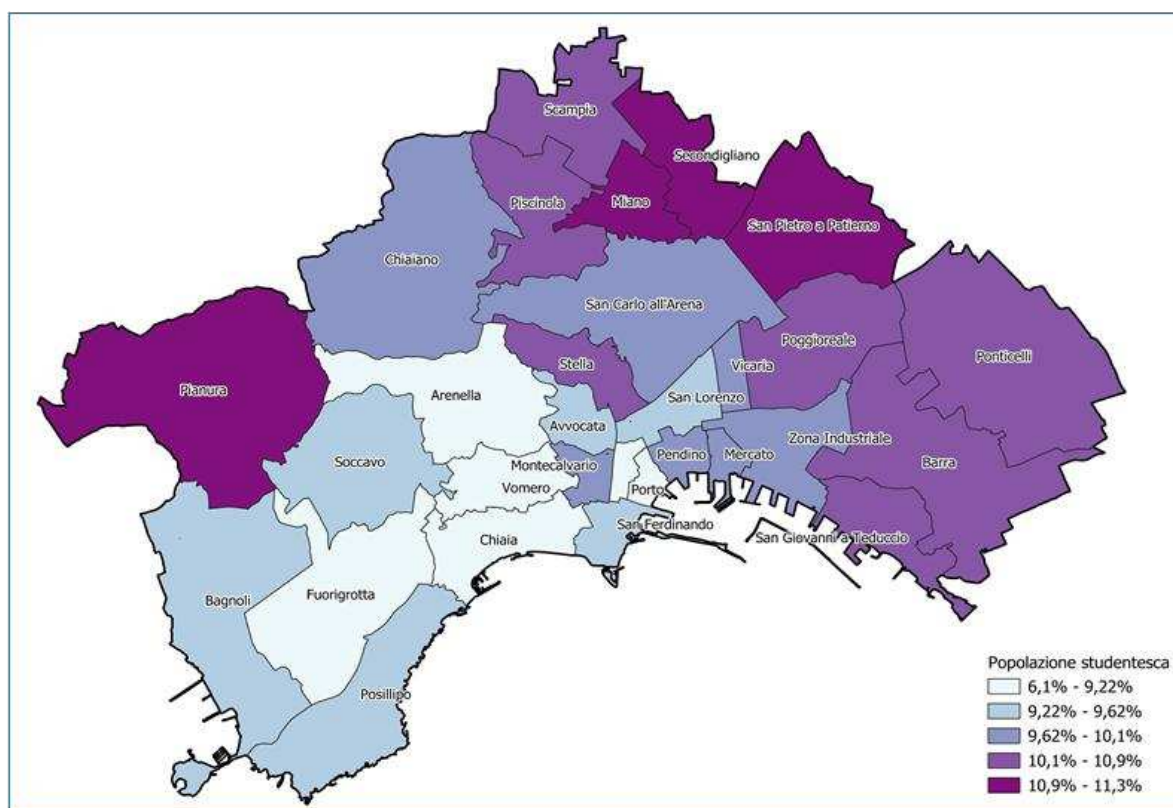 Scampia
Secondigliano
Piscinola
Miano
San Pietro a Patierno
Chiaiano
San Carlo all'Arena
Poggioreale
Ponticelli
Stella
Vicaria
Pianura
Arenella
San Lorenzo
Avvocata
Zona Industriale
Soccavo
Montecalvario
Pendino
Mercato
Barra
Vomero
Porto
San Ferdinando
Chiaia
San Giovanni a Teduccio
Bagnoli
Fuorigrotta
Posillipo
Popolazione studentesca
6,1% - 9,22%
9,22% - 9,62%
9,62% - 10,1%
10,1% - 10,9%
10,9% - 11,3%